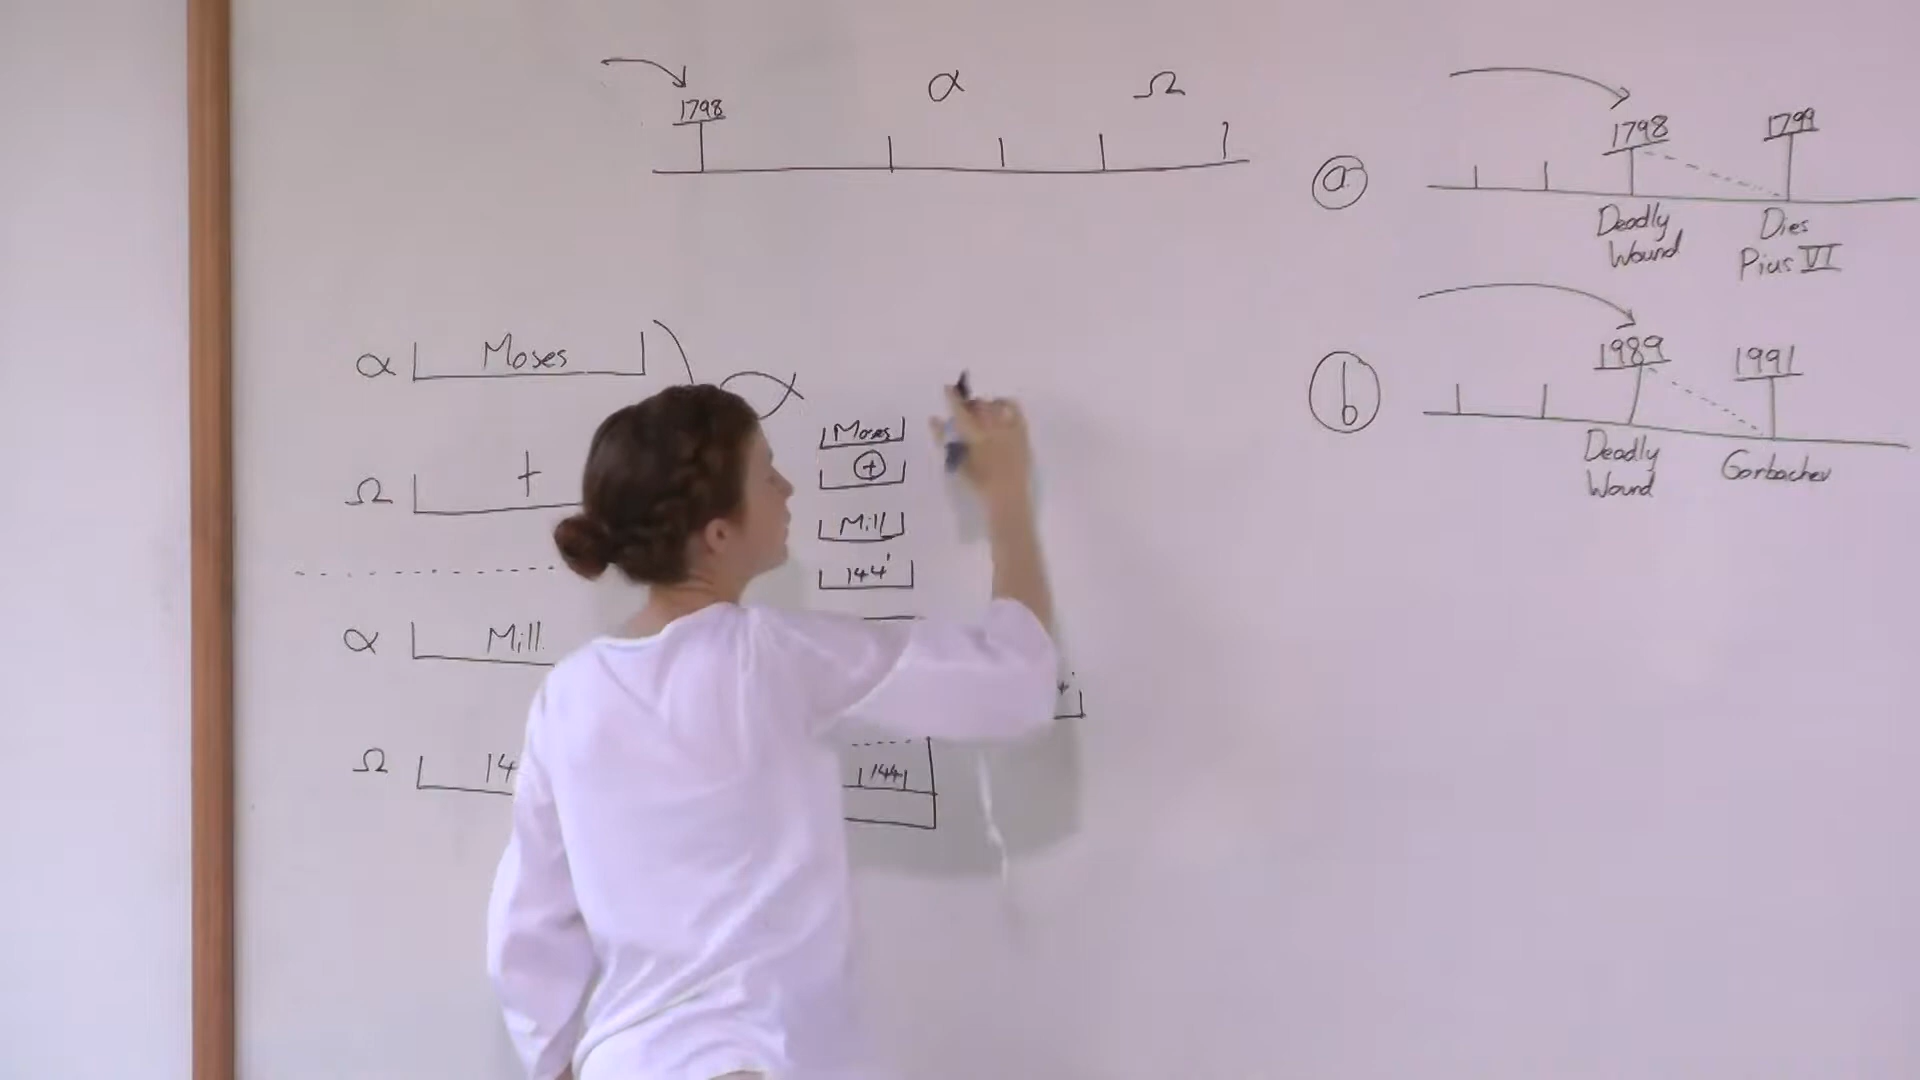 α Ω
1798
α Moses
Ω +
α Mill.
Ω 14
Moses
+
Mill
144'
144
a
1798 1799
Deadly Wound
Dies Pius VI
b
1989 1991
Deadly Wound
Gorbachev